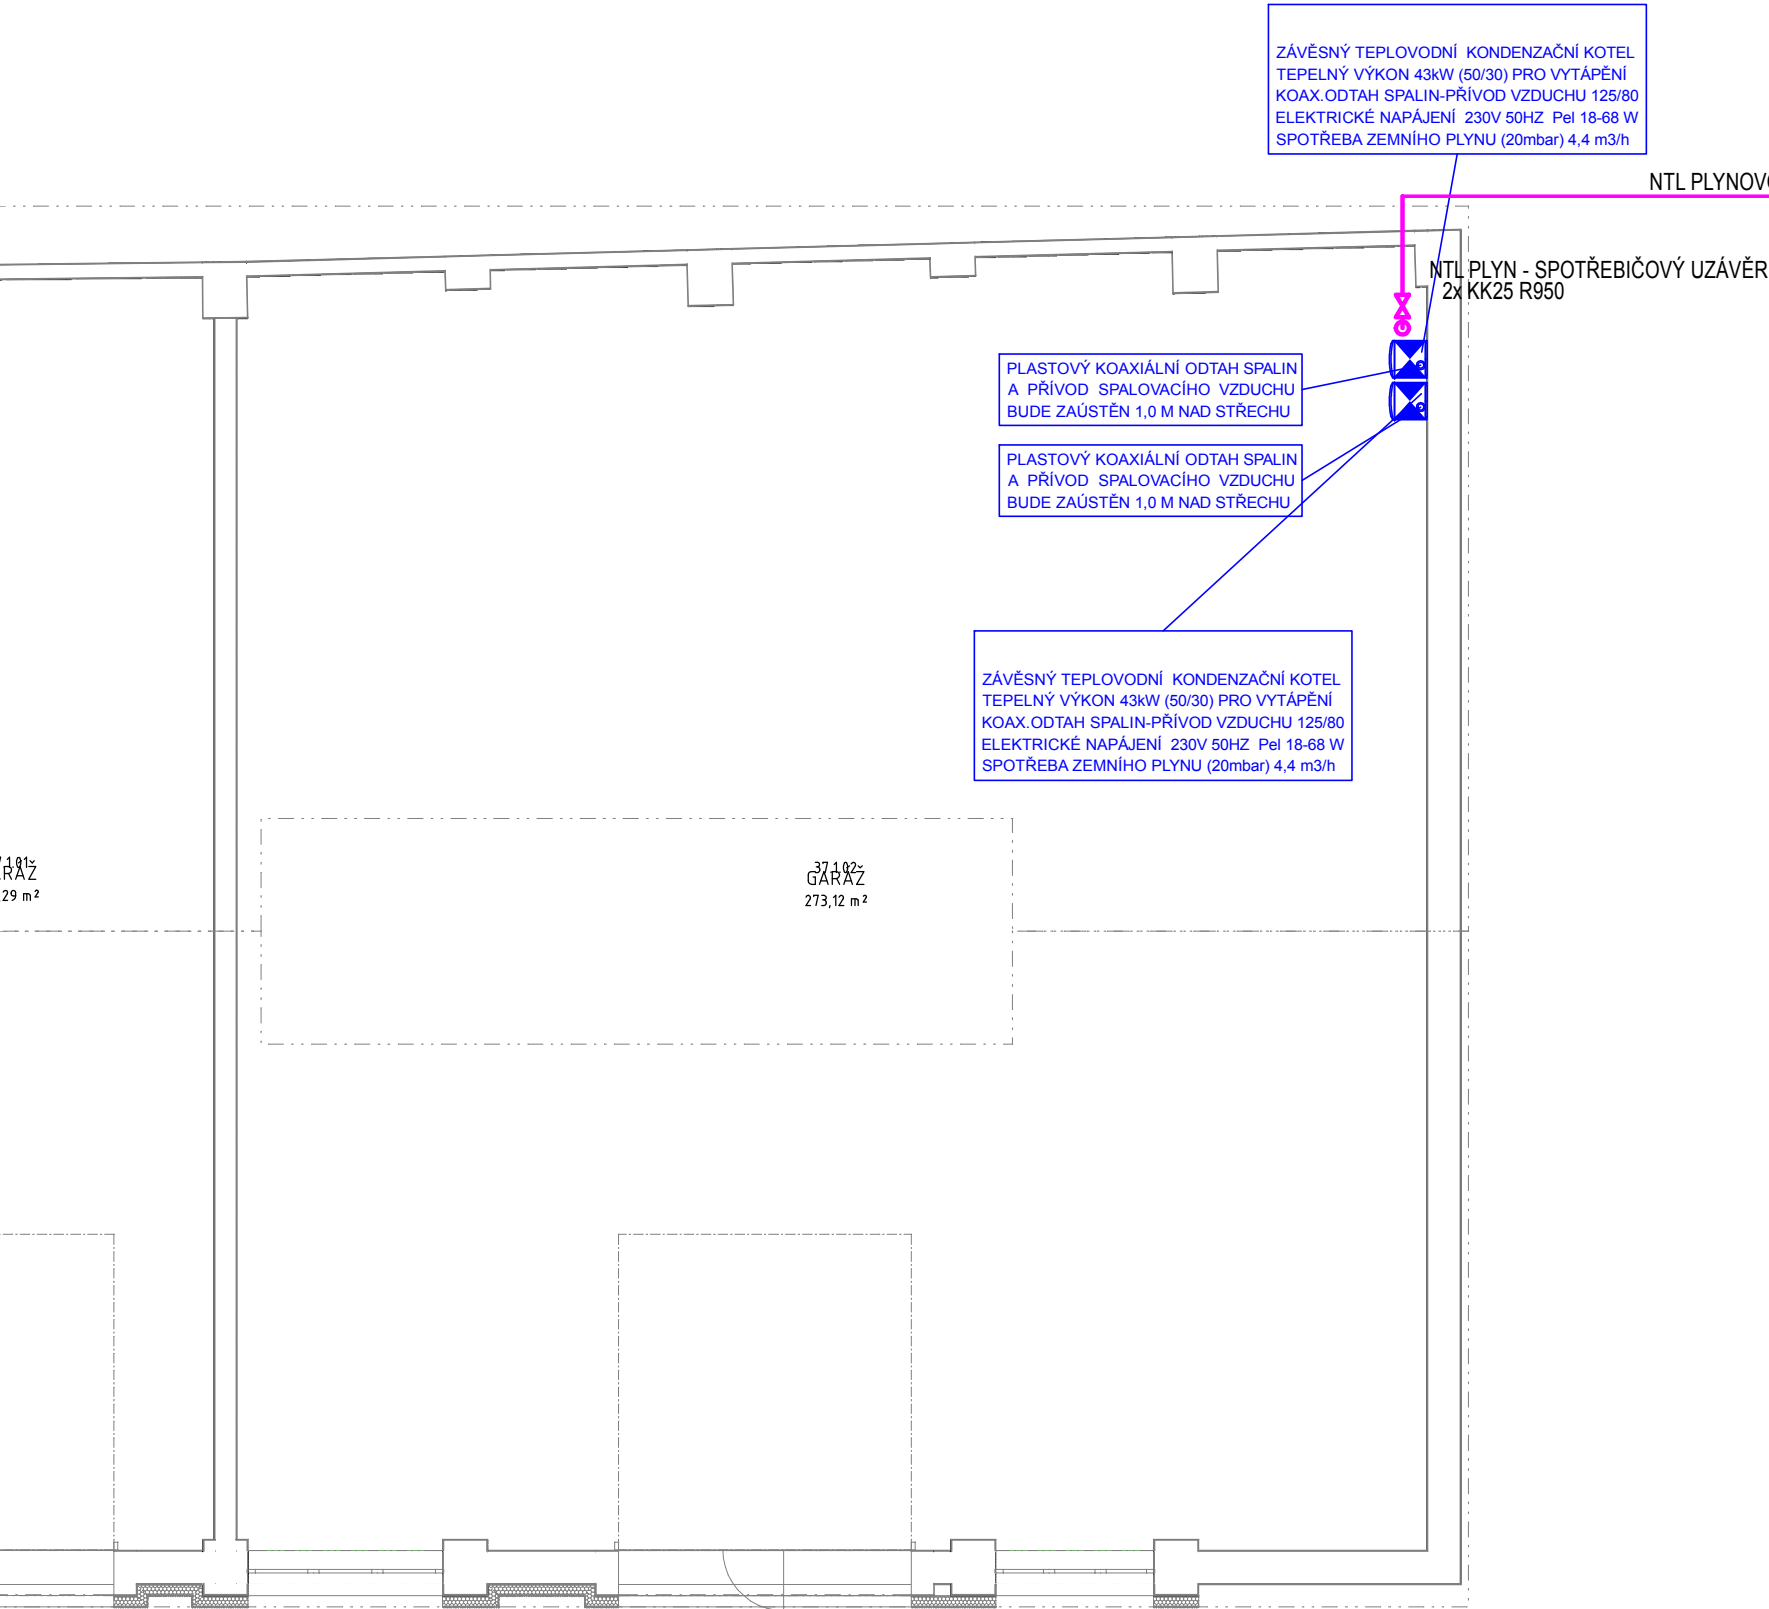 ZÁVĚSNÝ TEPLOVODNÍ KONDENZAČNÍ KOTEL
TEPELNÝ VÝKON 43kW (50/30) PRO VYTÁPĚNÍ
KOAX.ODTAH SPALIN-PŘÍVOD VZDUCHU 125/80
ELEKTRICKÉ NAPÁJENÍ 230V 50HZ Pel 18-68 W
SPOTŘEBA ZEMNÍHO PLYNU (20mbar) 4,4 m3/h
NTL
NTL PLYN - SPOTŘEBIČOVÝ UZÁVĚR
2x KK25 R950
PLASTOVÝ KOAXIÁLNÍ ODTAH SPALIN
A PŘÍVOD SPALOVACÍHO VZDUCHU
BUDE ZAÚSTĚN 1,0 M NAD STŘECHU
PLASTOVÝ KOAXIÁLNÍ ODTAH SPALIN
A PŘÍVOD SPALOVACÍHO VZDUCHU
BUDE ZAÚSTĚN 1,0 M NAD STŘECHU
ZÁVĚSNÝ TEPLOVODNÍ KONDENZAČNÍ KOTEL
TEPELNÝ VÝKON 43kW (50/30) PRO VYTÁPĚNÍ
KOAX.ODTAH SPALIN-PŘÍVOD VZDUCHU 125/80
ELEKTRICKÉ NAPÁJENÍ 230V 50HZ Pel 18-68 W
SPOTŘEBA ZEMNÍHO PLYNU (20mbar) 4,4 m3/h
29 m²
37.1.02
GARÁŽ
273,12 m²